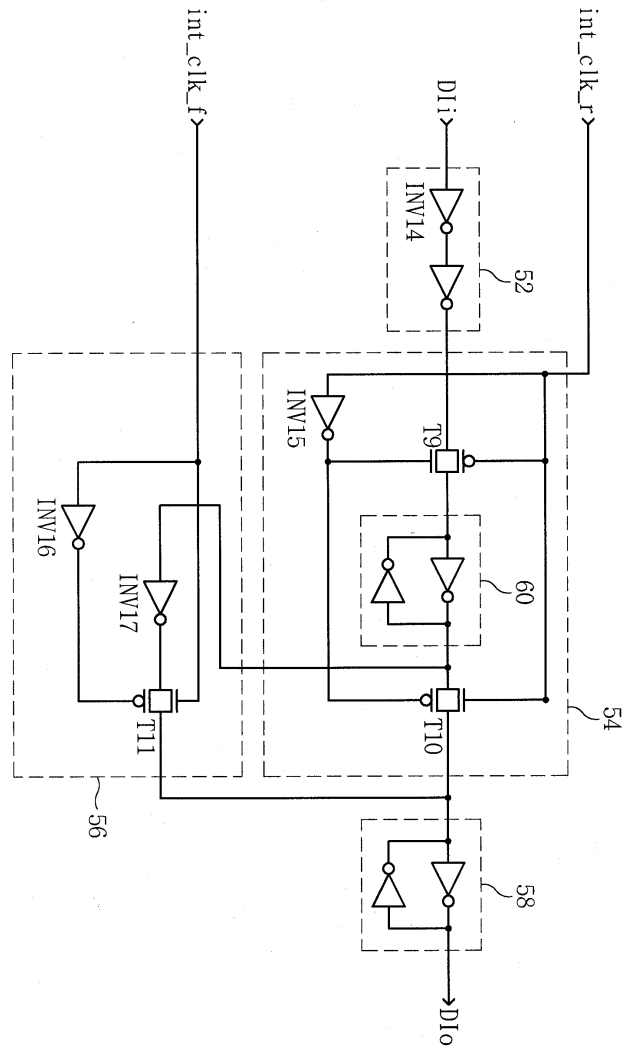 int_clk_r
DIi
INV14
52
54
INV15
T9
60
T10
58
DIo
int_clk_f
INV16
INV17
T11
56